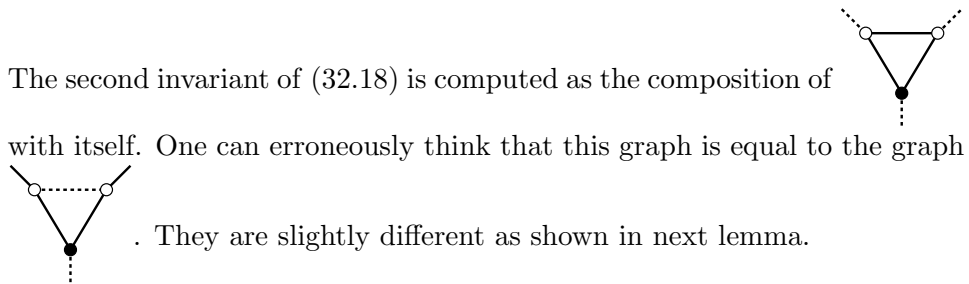 The second invariant of (32.18) is computed as the composition of
with itself. One can erroneously think that this graph is equal to the graph
. They are slightly different as shown in next lemma.